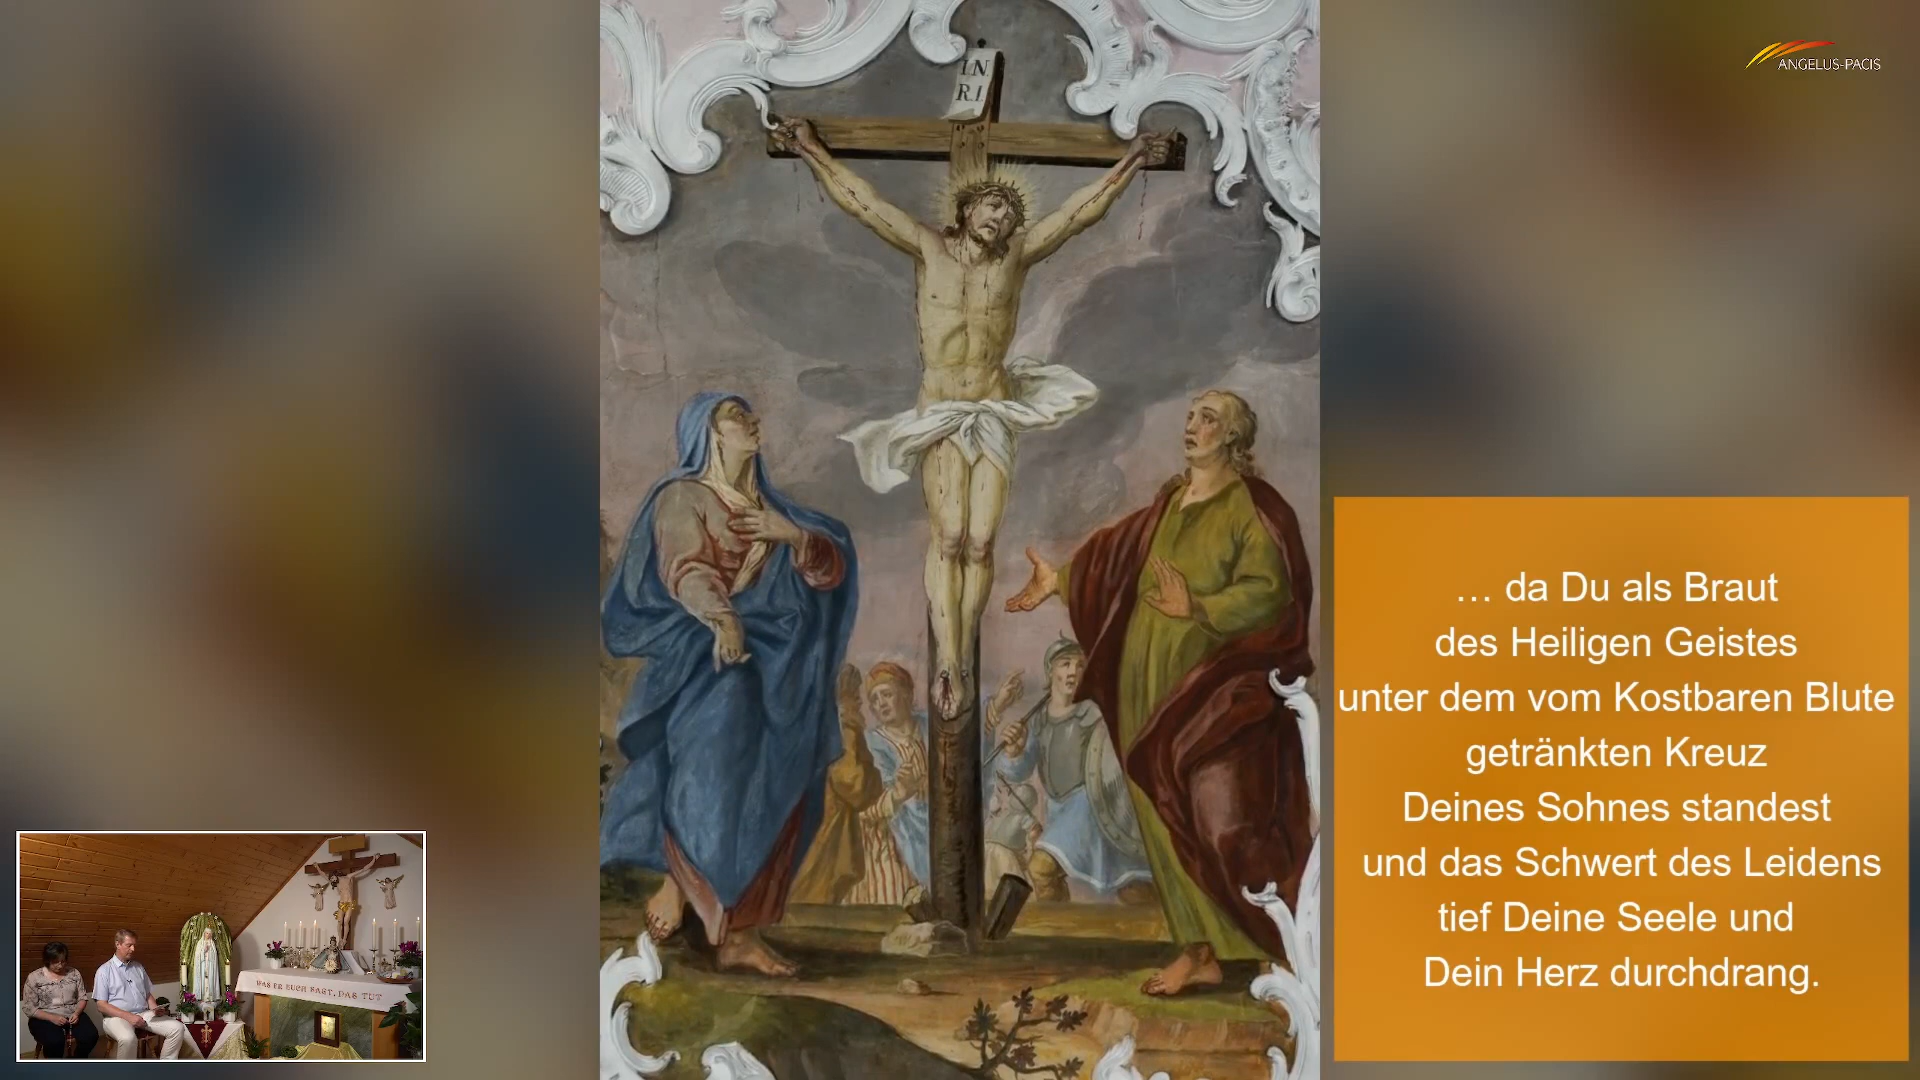 ANGELUS-PACIS
IN
R.I.
… da Du als Braut
des Heiligen Geistes
unter dem vom Kostbaren Blute
getränkten Kreuz
Deines Sohnes standest
und das Schwert des Leidens
tief Deine Seele und
Dein Herz durchdrang.
WAS ER EUCH SAGT, DAS TUT